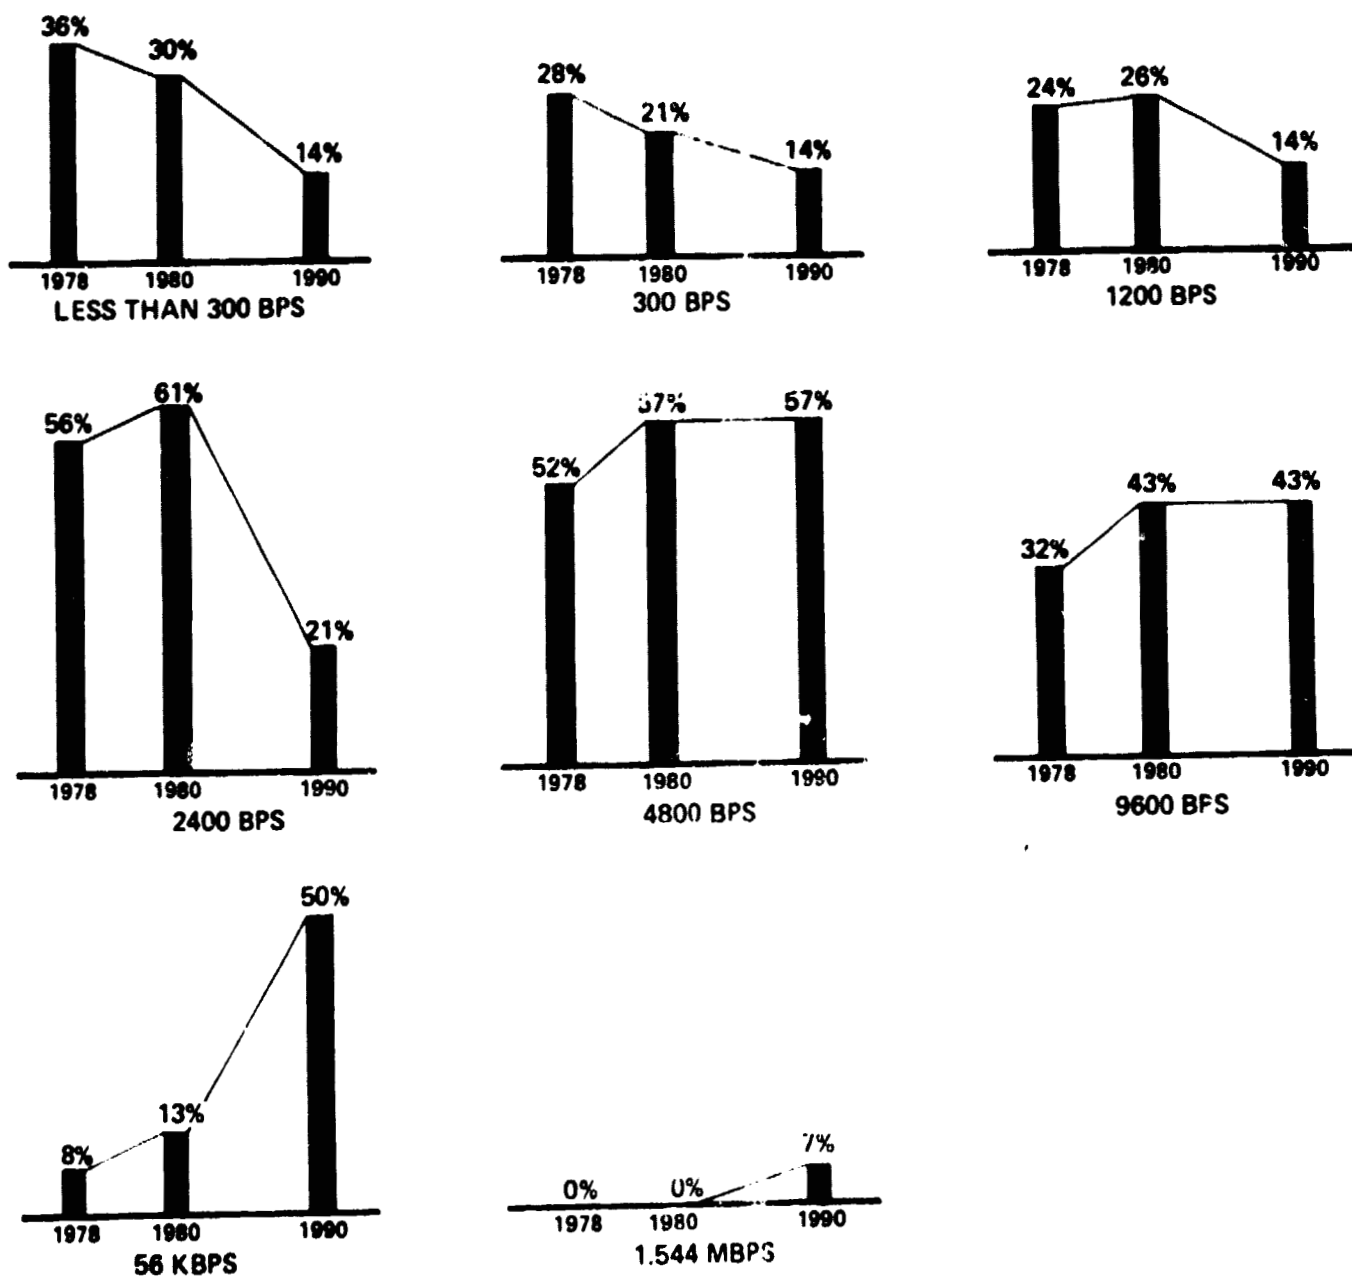 36%
30%
14%
1978 1980 1990
LESS THAN 300 BPS
28%
21%
14%
1978 1980 1990
300 BPS
24%
26%
14%
1978 1980 1990
1200 BPS
56%
61%
21%
1978 1980 1990
2400 BPS
52%
57%
57%
1978 1980 1990
4800 BPS
32%
43%
43%
1978 1980 1990
9600 BPS
8%
13%
50%
1978 1980 1990
56 KBPS
0%
0%
7%
1978 1980 1990
1.544 MBPS